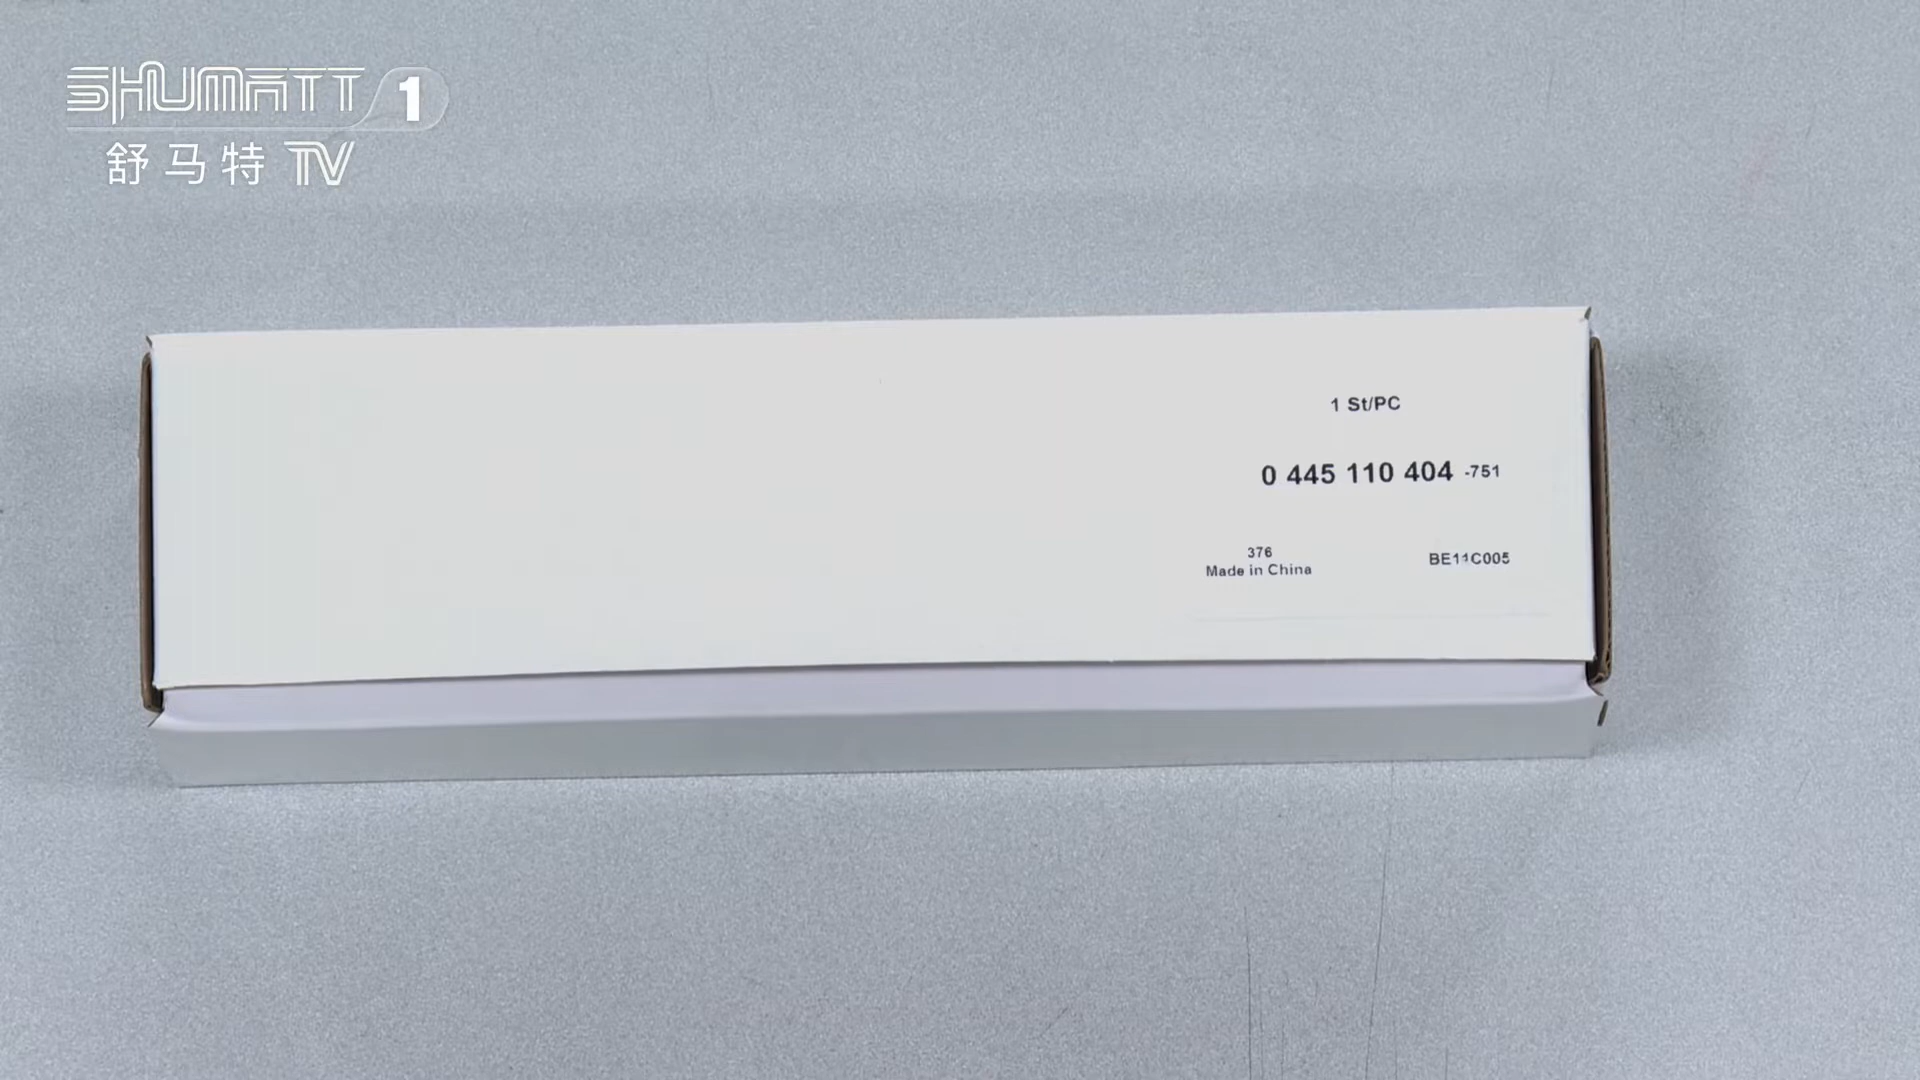 SHUMATT 1
舒马特 TV
1 St/PC
0 445 110 404 -751
376
Made in China
BE11C005